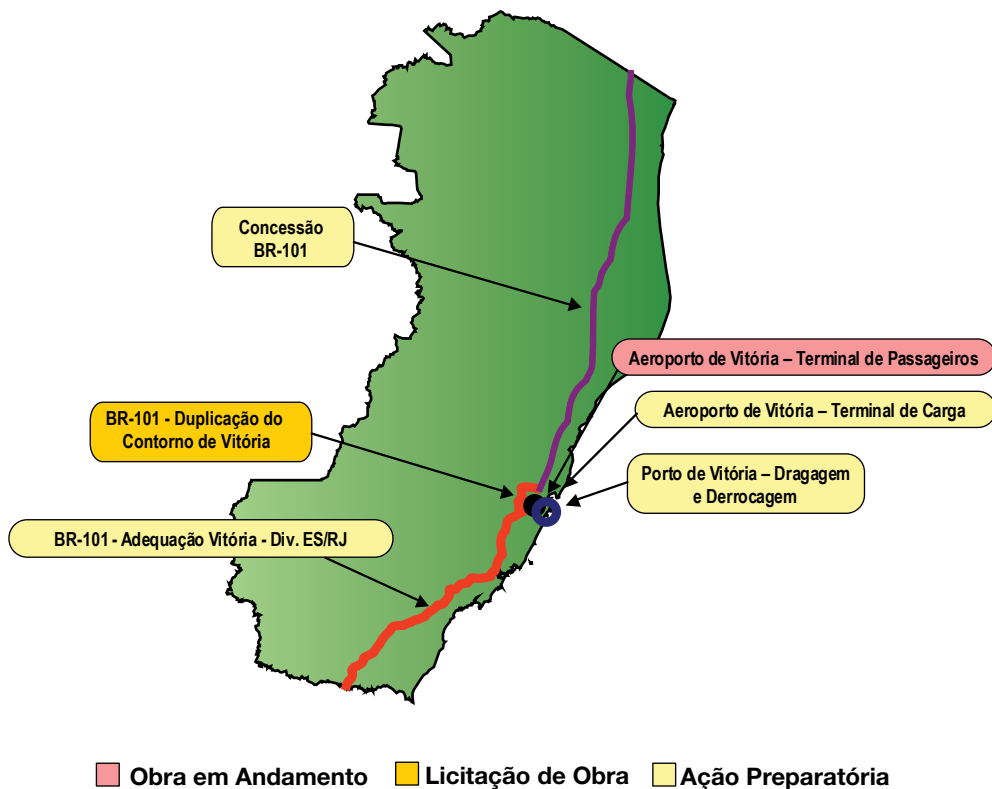 Concessão
BR-101
Aeroporto de Vitória – Terminal de Passageiros
BR-101 - Duplicação do
Contorno de Vitória
Aeroporto de Vitória – Terminal de Carga
Porto de Vitória – Dragagem
e Derrocagem
BR-101 - Adequação Vitória - Div. ES/RJ
Obra em Andamento
Licitação de Obra
Ação Preparatória